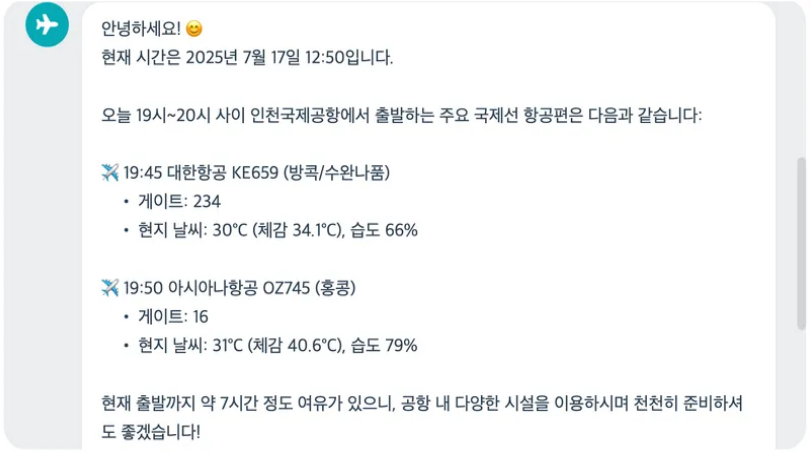 안녕하세요! 😊
현재 시간은 2025년 7월 17일 12:50입니다.
오늘 19시~20시 사이 인천국제공항에서 출발하는 주요 국제선 항공편은 다음과 같습니다:
✈️ 19:45 대한항공 KE659 (방콕/수완나품)
• 게이트: 234
• 현지 날씨: 30°C (체감 34.1°C), 습도 66%
✈️ 19:50 아시아나항공 OZ745 (홍콩)
• 게이트: 16
• 현지 날씨: 31°C (체감 40.6°C), 습도 79%
현재 출발까지 약 7시간 정도 여유가 있으니, 공항 내 다양한 시설을 이용하시며 천천히 준비하셔
도 좋겠습니다!